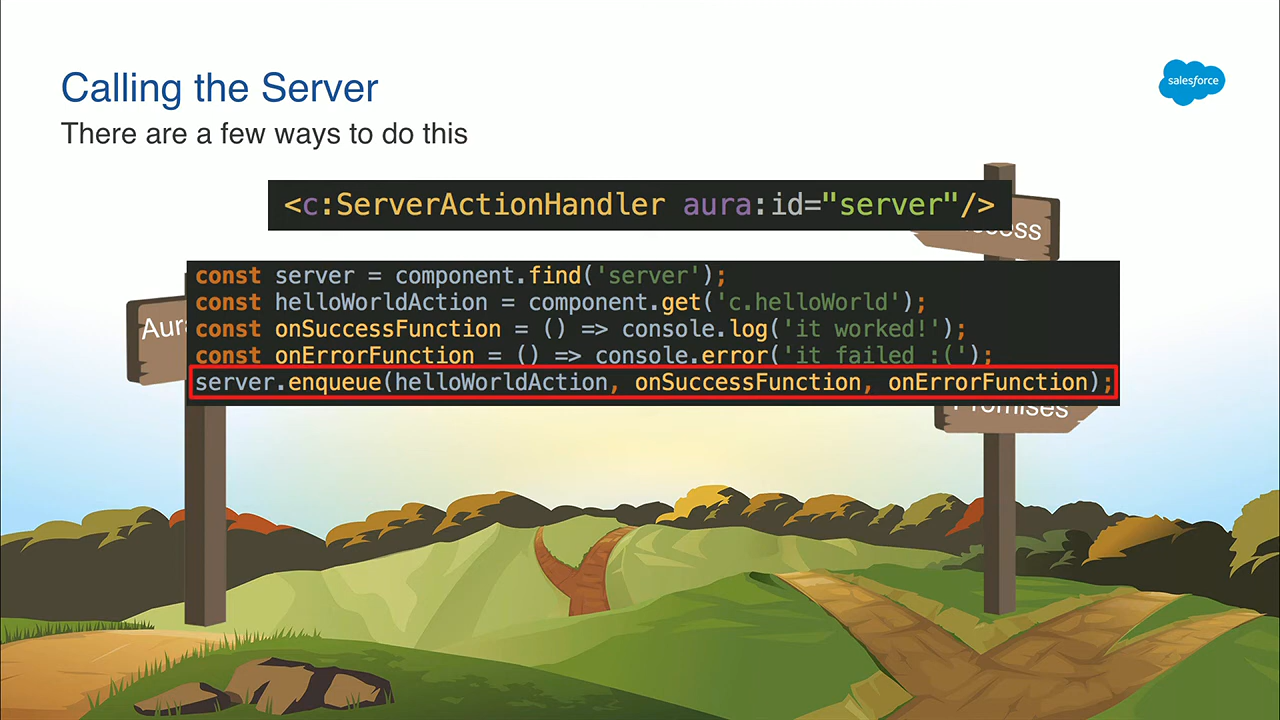 Calling the Server
There are a few ways to do this
salesforce
<c:ServerActionHandler aura:id="server"/>
const server = component.find('server');
const helloWorldAction = component.get('c.helloWorld');
const onSuccessFunction = () => console.log('it worked!');
const onErrorFunction = () => console.error('it failed :(');
server.enqueue(helloWorldAction, onSuccessFunction, onErrorFunction);
Promises